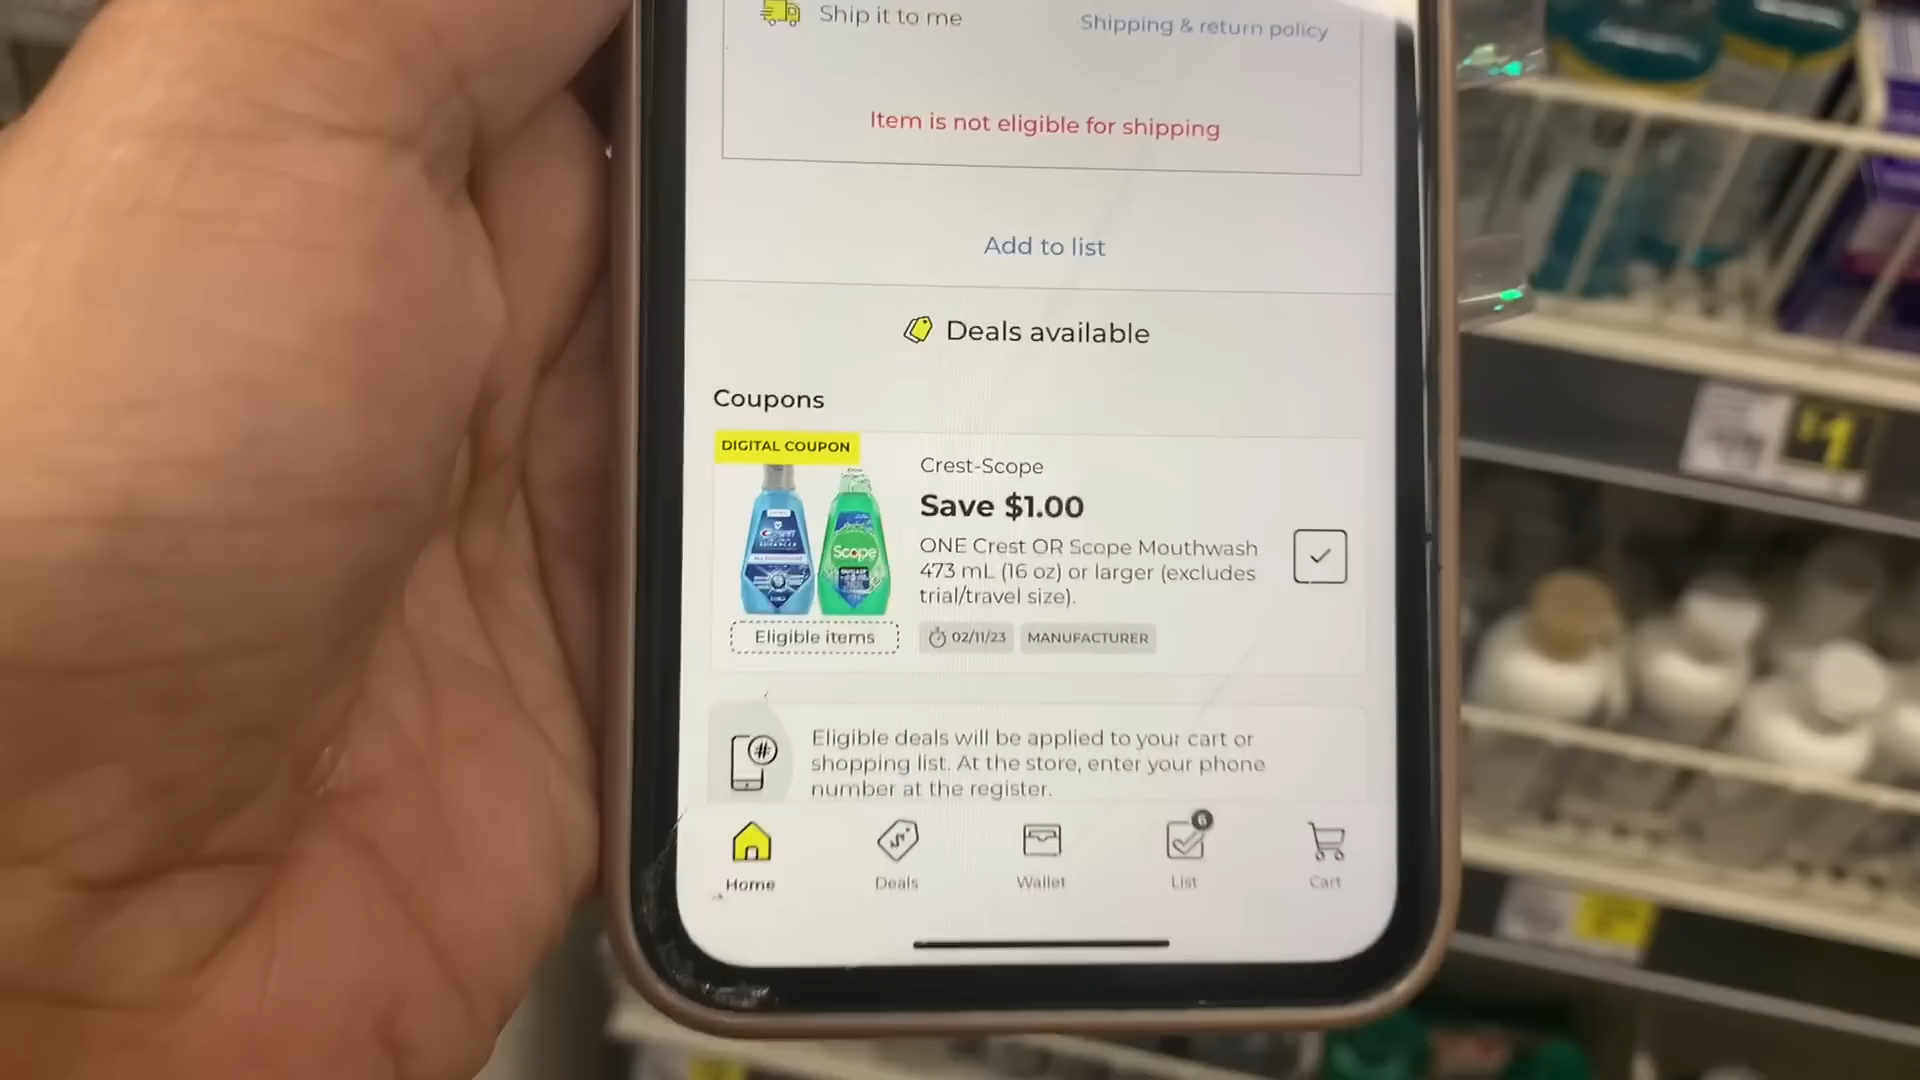 Ship it to me
Shipping & return policy
Item is not eligible for shipping
Add to list
Deals available
Coupons
DIGITAL COUPON
Crest-Scope
Save $1.00
ONE Crest OR Scope Mouthwash
473 mL (16 oz) or larger (excludes
trial/travel size).
Scope
Eligible items
02/11/23
MANUFACTURER
Eligible deals will be applied to your cart or
shopping list. At the store, enter your phone
number at the register.
6
Home
Deals
Wallet
List
Cart
$1